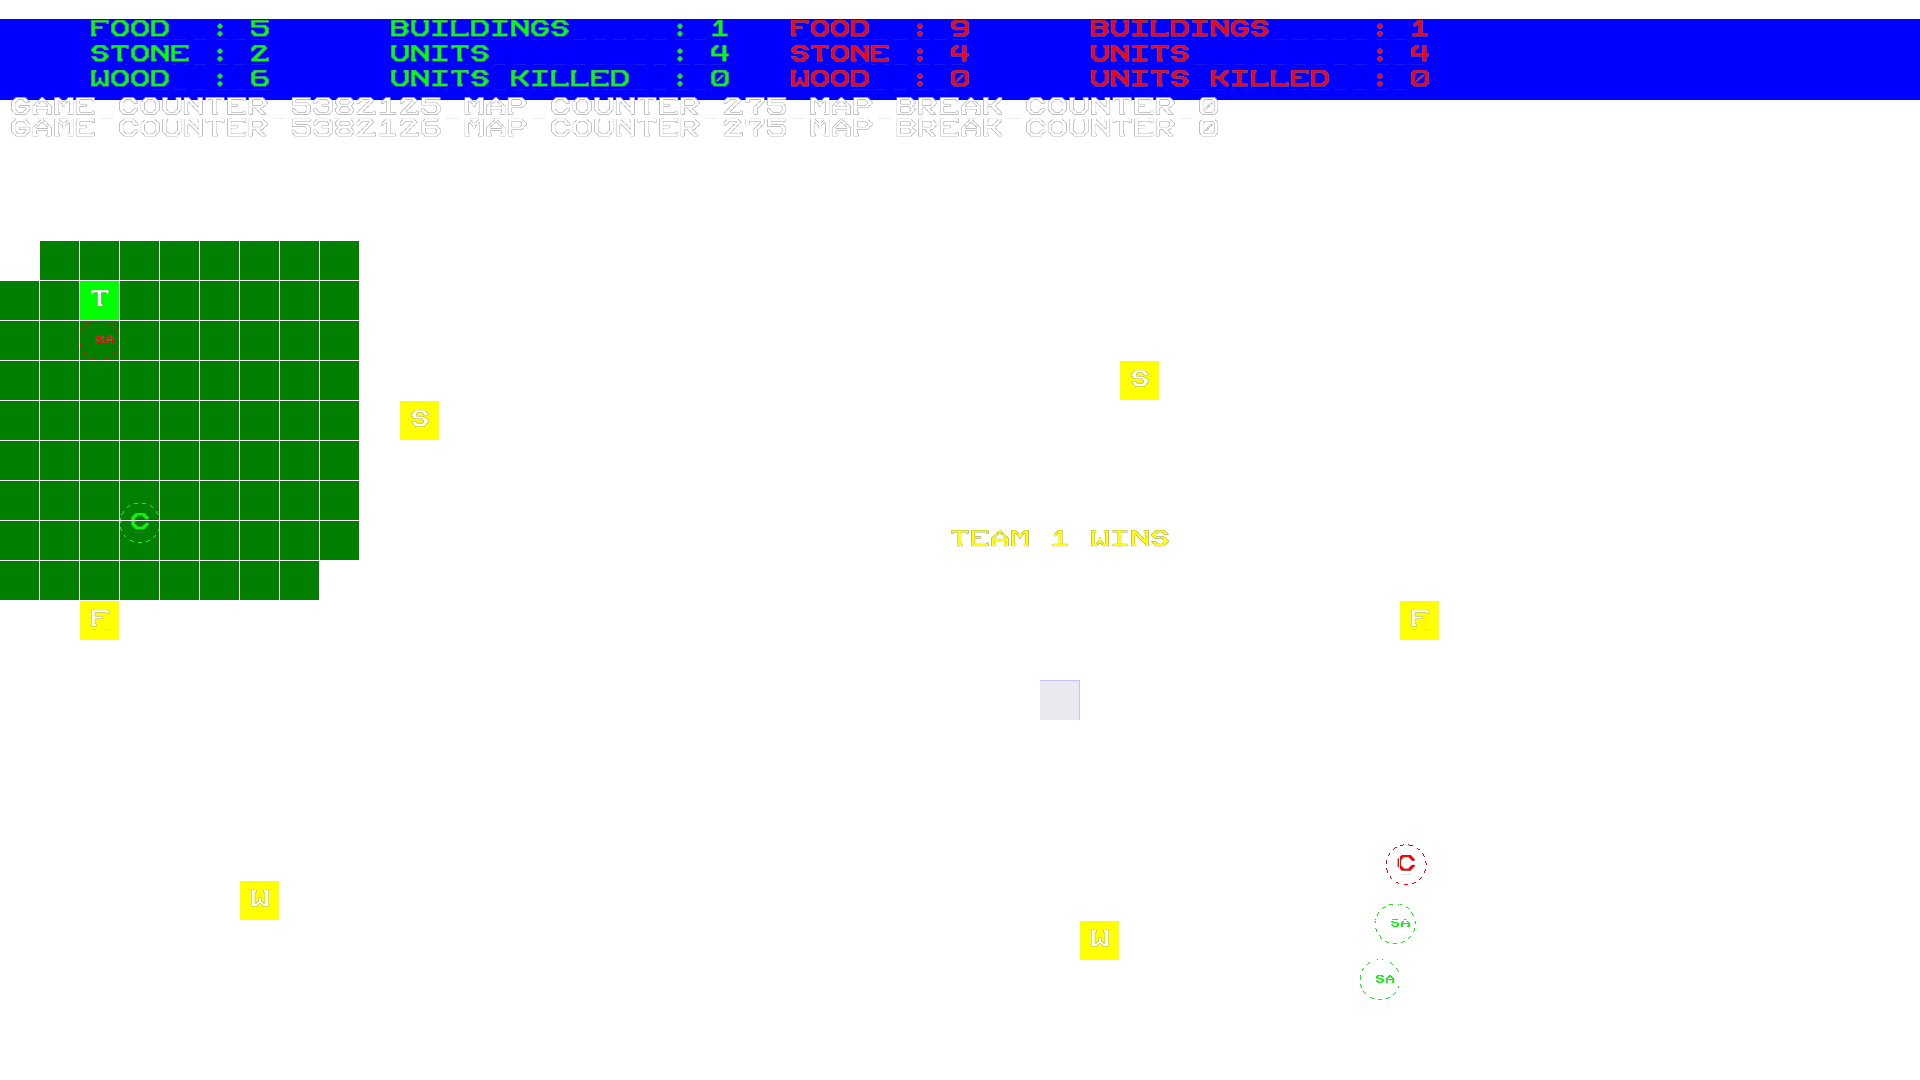 FOOD : 5 BUILDINGS : 1 FOOD : 9 BUILDINGS : 1
STONE : 2 UNITS : 4 STONE : 4 UNITS : 4
WOOD : 6 UNITS KILLED : 0 WOOD : 0 UNITS KILLED : 0
GAME COUNTER 5382125 MAP COUNTER 275 MAP BREAK COUNTER 0
GAME COUNTER 5382126 MAP COUNTER 275 MAP BREAK COUNTER 0
T
SA
S
S
C
TEAM 1 WINS
F
F
C
W
SA
W
SA